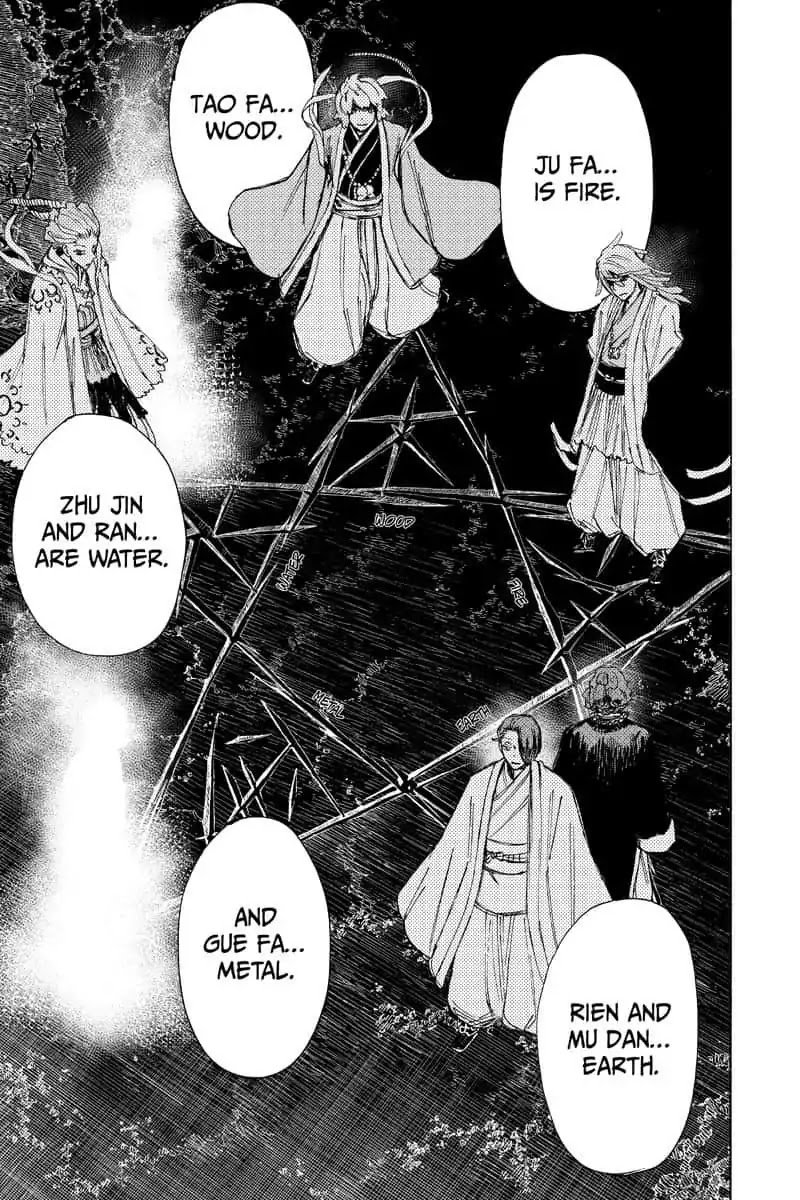 JU FA...
IS FIRE.
TAO FA...
WOOD.
ZHU JIN
AND RAN...
ARE WATER.
WOOD
WATER
FIRE
METAL
EARTH
RIEN AND
MU DAN...
EARTH.
AND
GUE FA...
METAL.